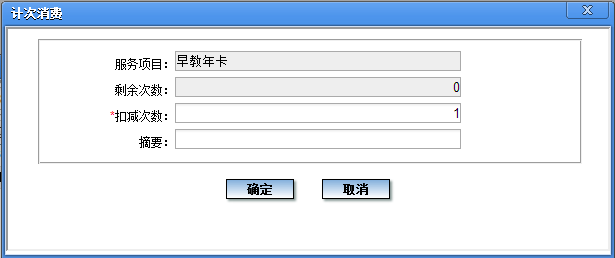 计次消费
服务项目: 早教年卡
剩余次数: 0
*扣减次数: 1
摘要:
确定 取消